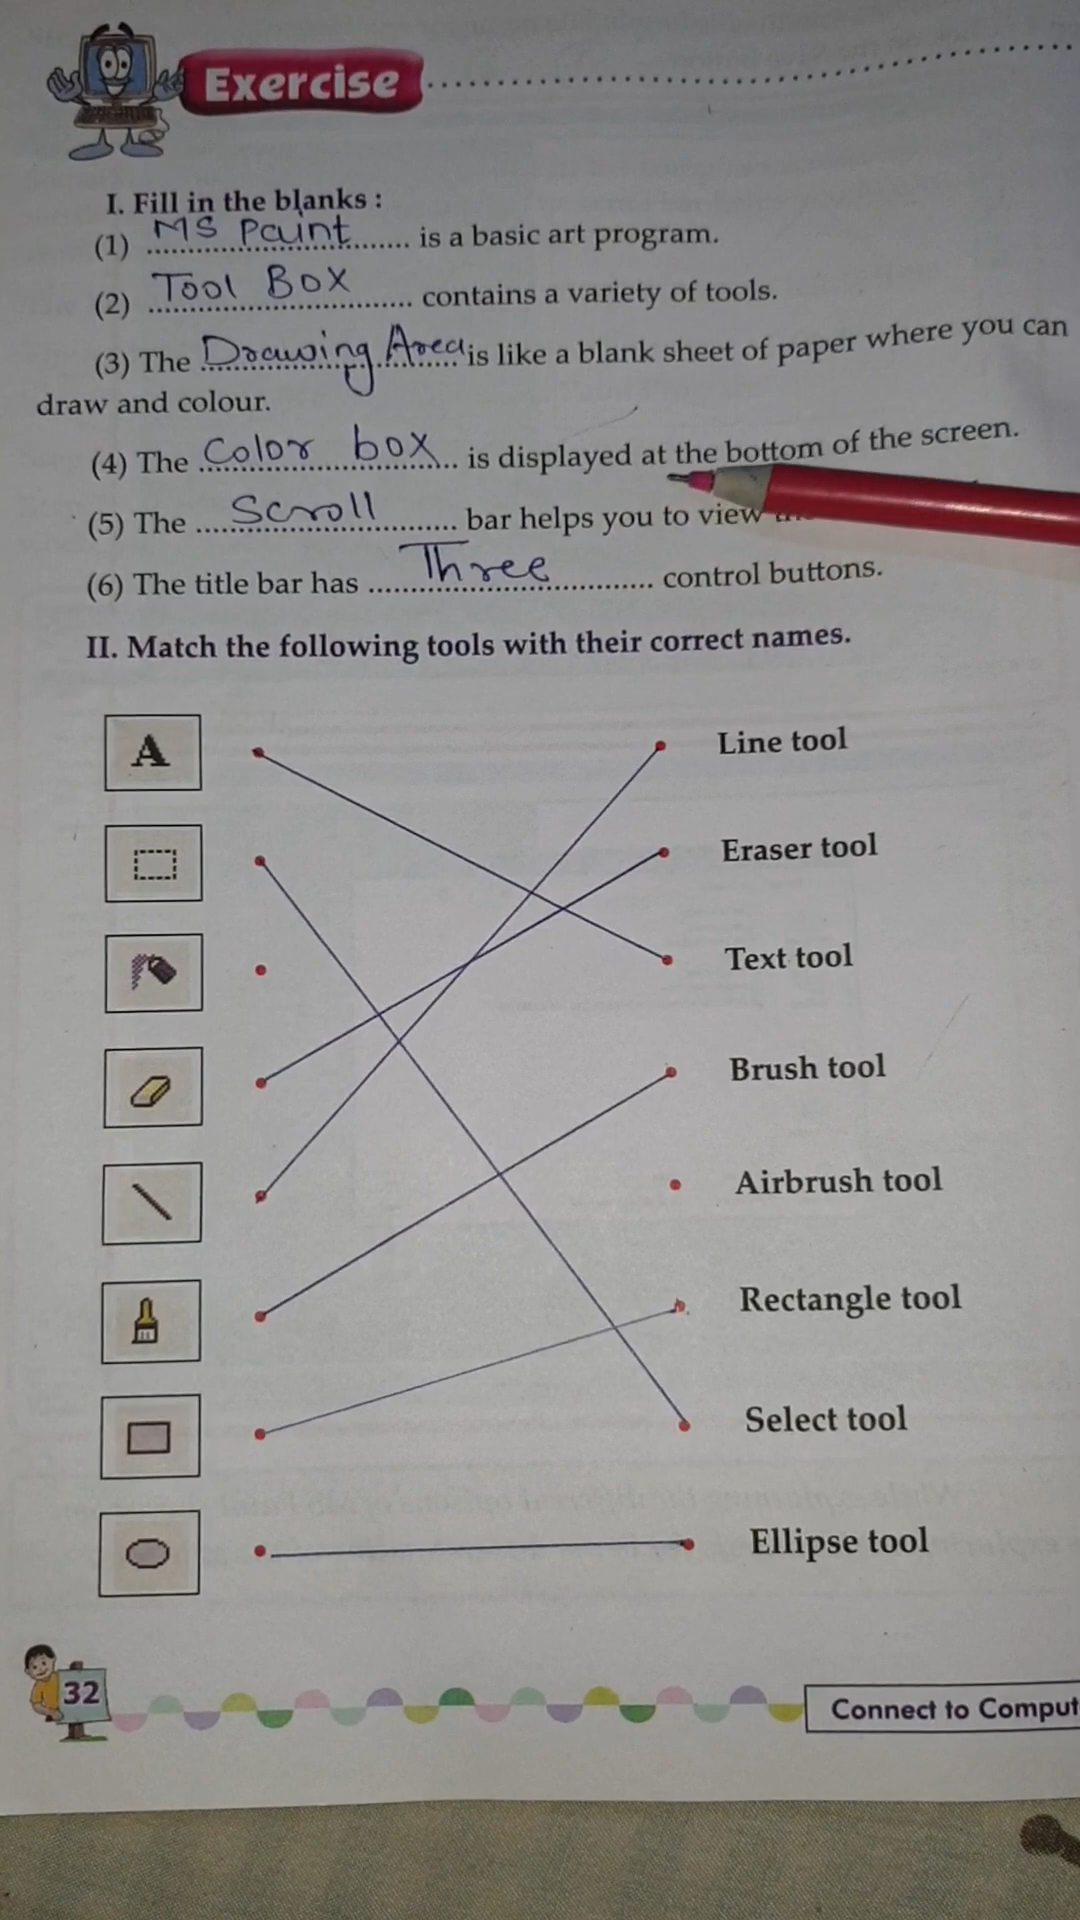 Exercise
I. Fill in the blanks :
(1) MS Paint is a basic art program.
(2) Tool Box contains a variety of tools.
(3) The Drawing Area is like a blank sheet of paper where you can
draw and colour.
(4) The Color box is displayed at the bottom of the screen.
(5) The Scroll bar helps you to view
(6) The title bar has Three control buttons.
II. Match the following tools with their correct names.
A Line tool
Eraser tool
Text tool
Brush tool
Airbrush tool
Rectangle tool
Select tool
Ellipse tool
32
Connect to Comput